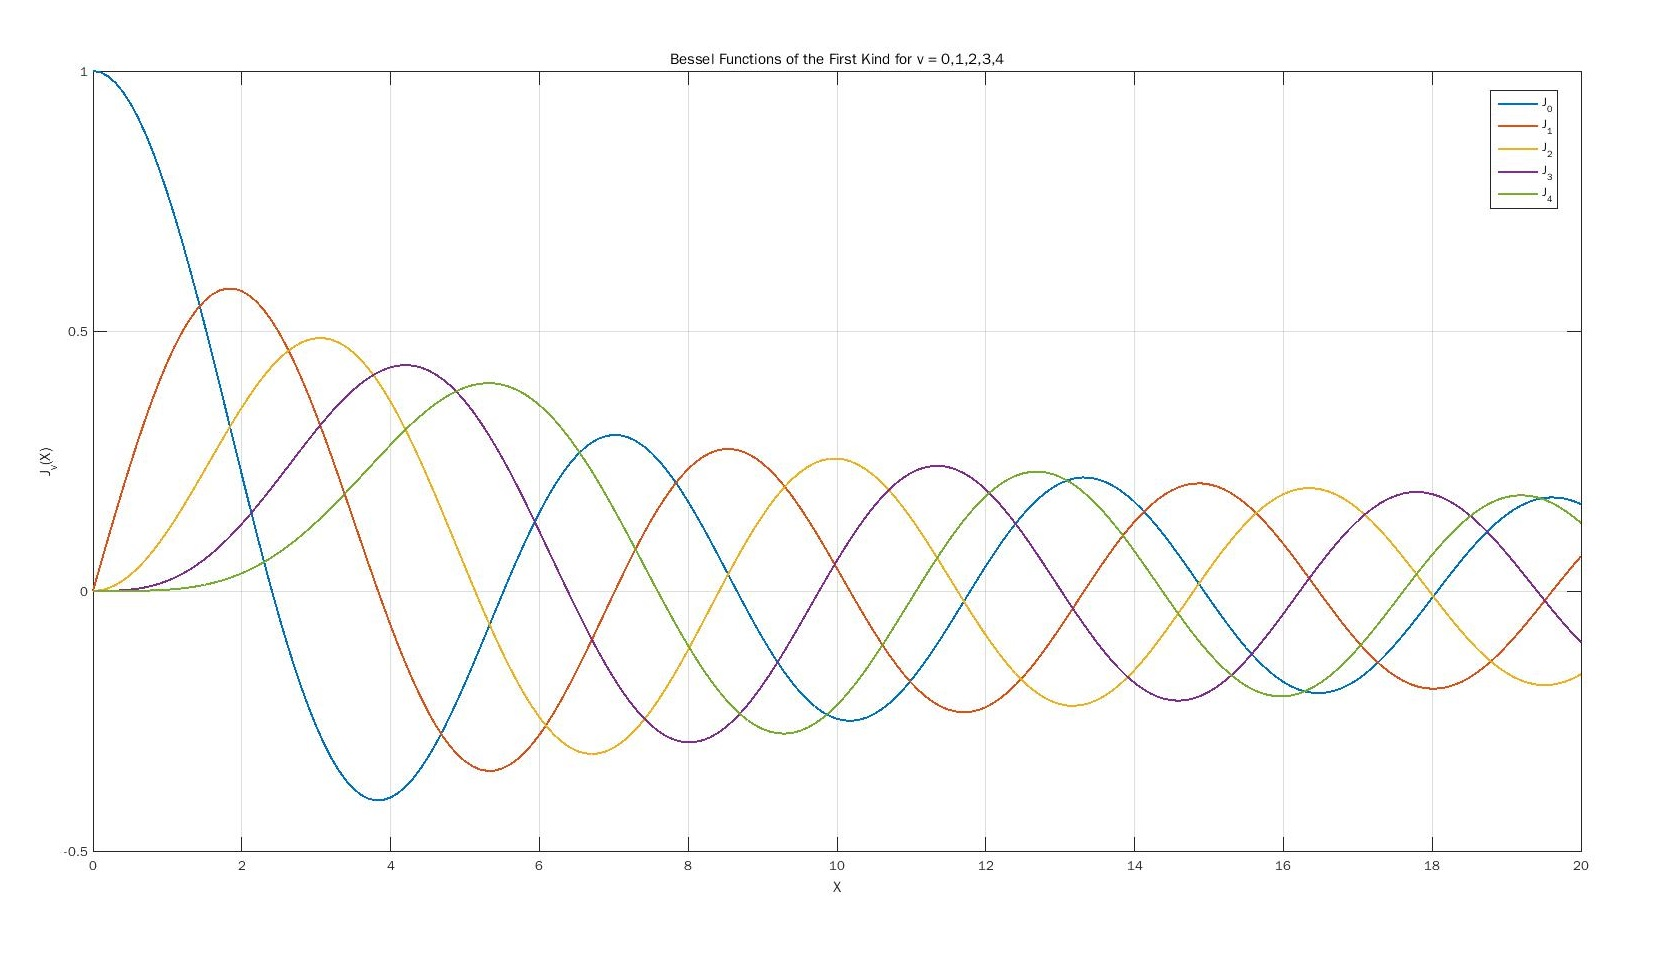 Bessel Functions of the First Kind for v = 0,1,2,3,4
1
0.5
0
-0.5
J_v(X)
J_0
J_1
J_2
J_3
J_4
0 2 4 6 8 10 12 14 16 18 20
X